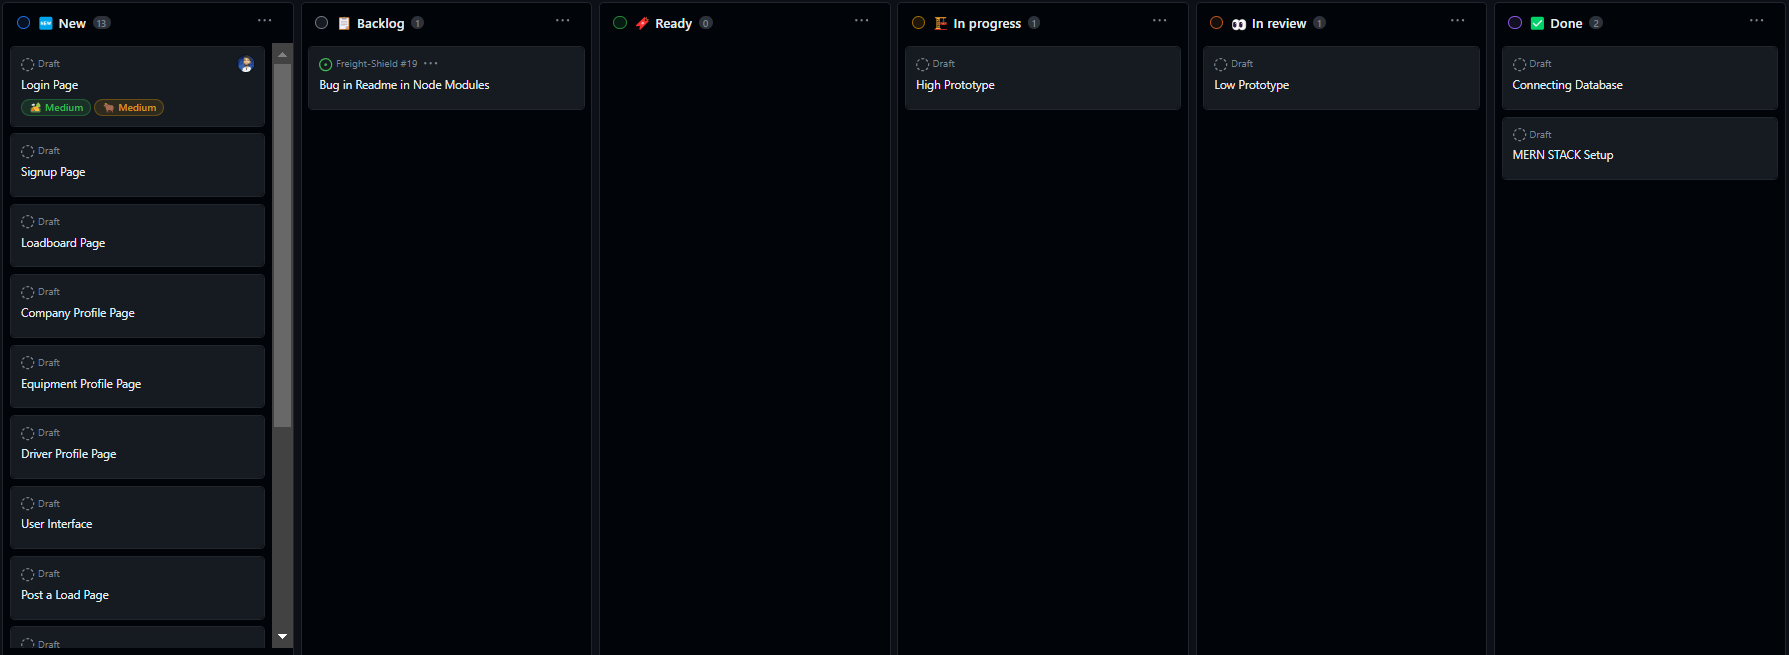 New 13
Draft
Login Page
Medium Medium
Draft
Signup Page
Draft
Loadboard Page
Draft
Company Profile Page
Draft
Equipment Profile Page
Draft
Driver Profile Page
Draft
User Interface
Draft
Post a Load Page
Draft
Backlog 1
Freight-Shield #19
Bug in Readme in Node Modules
Ready 0
In progress 1
Draft
High Prototype
In review 1
Draft
Low Prototype
Done 2
Draft
Connecting Database
Draft
MERN STACK Setup